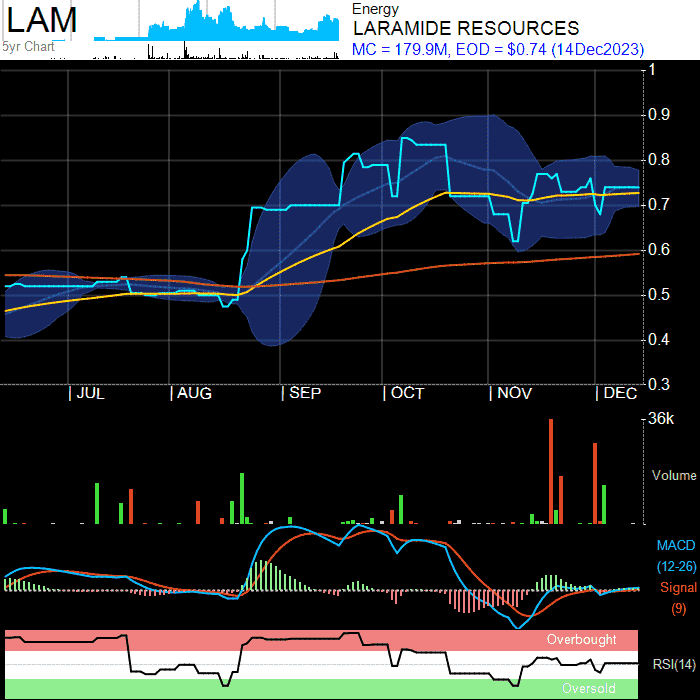 LAM
5yr Chart
Energy
LARAMIDE RESOURCES
MC = 179.9M, EOD = $0.74 (14Dec2023)
1
0.9
0.8
0.7
0.6
0.5
0.4
0.3
JUL AUG SEP OCT NOV DEC
36k
Volume
MACD
(12-26)
Signal
(9)
Overbought
RSI(14)
Oversold